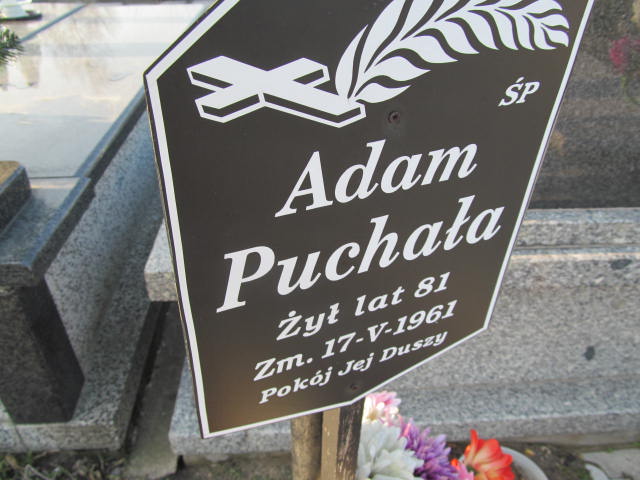 ŚP
Adam
Puchała
Żył lat 81
Zm. 17-V-1961
Pokój Jej Duszy